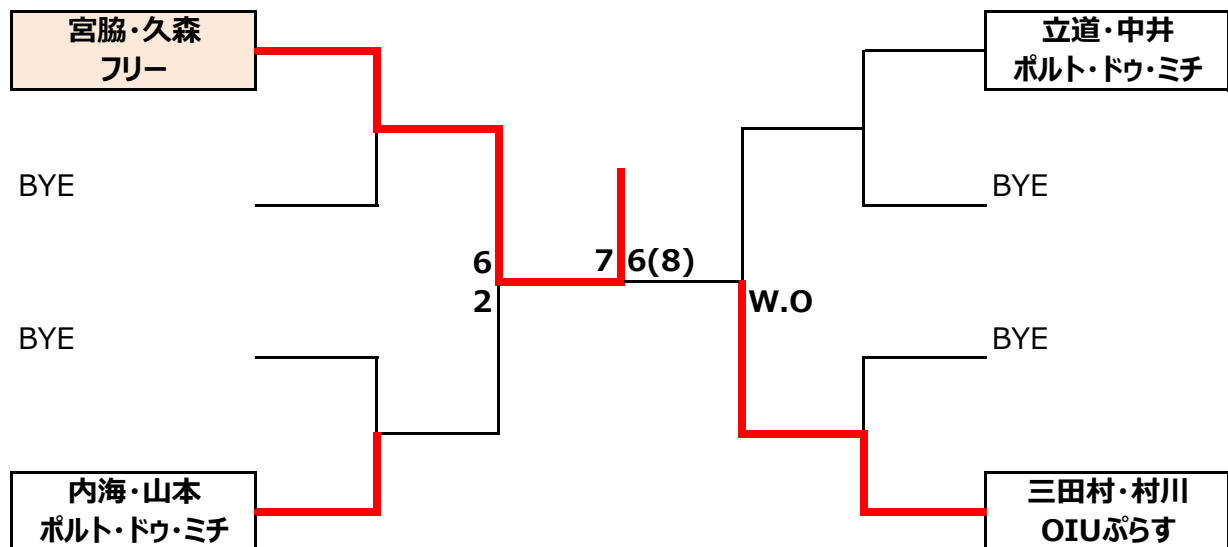 宮脇・久森
フリー
立道・中井
ポルト・ドゥ・ミチ
BYE
BYE
6
7
6(8)
2
W.O
BYE
BYE
内海・山本
ポルト・ドゥ・ミチ
三田村・村川
OIUぷらす